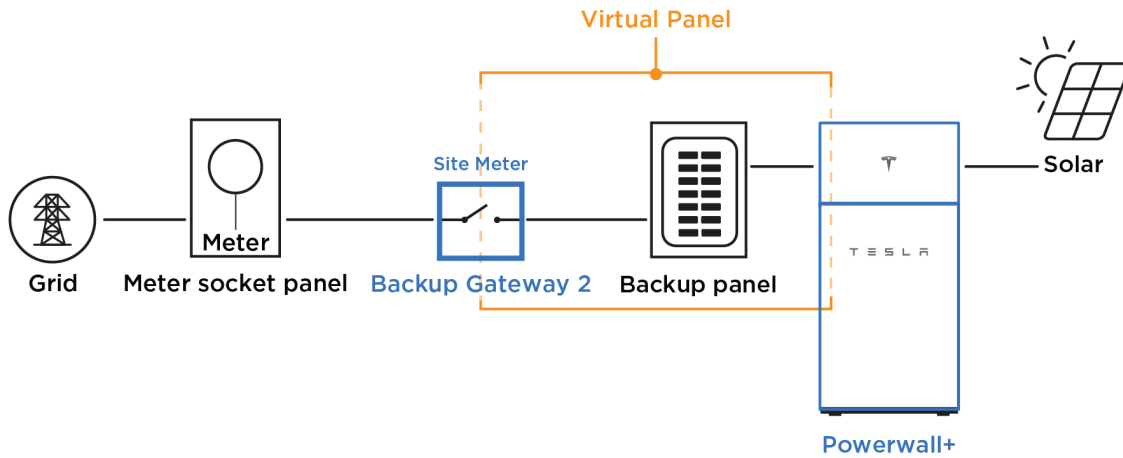 Virtual Panel
Site Meter
Solar
Meter
Grid
Meter socket panel
Backup Gateway 2
Backup panel
TESLA
Powerwall+